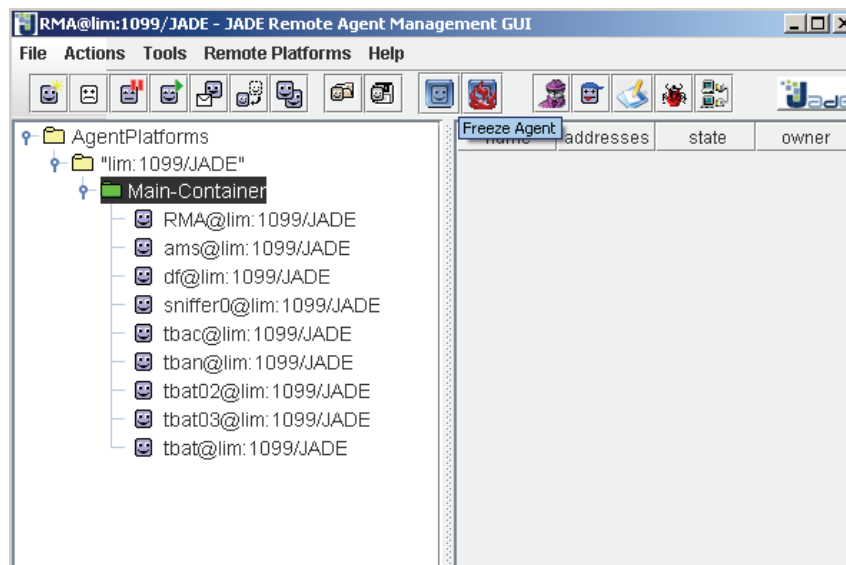 RMA@lim:1099/JADE - JADE Remote Agent Management GUI
File Actions Tools Remote Platforms Help
Jade
Freeze Agent
name addresses state owner
AgentPlatforms
"lim:1099/JADE"
Main-Container
RMA@lim:1099/JADE
ams@lim:1099/JADE
df@lim:1099/JADE
sniffer0@lim:1099/JADE
tbac@lim:1099/JADE
tban@lim:1099/JADE
tbat02@lim:1099/JADE
tbat03@lim:1099/JADE
tbat@lim:1099/JADE